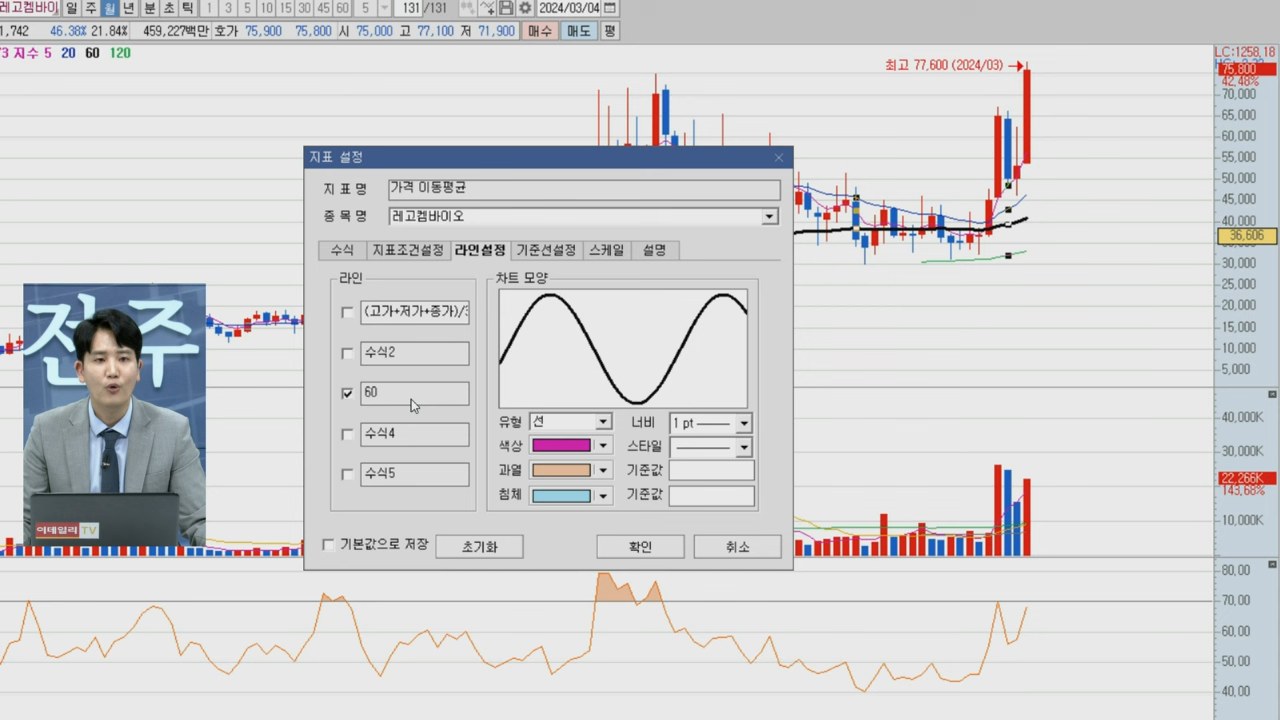 레고켐바이 일 주 월 년 분 초 틱 1 3 5 10 15 30 45 60 5 131 /131 2024/03/04
1,742 46.38% 21.84% 459,227백만 호가 75,900 75,800 시 75,000 고 77,100 저 71,900 매수 매도 평
/3 지수 5 20 60 120
LC:1258.18
75,800
42.48%
최고 77,600 (2024/03)
70,000
65,000
60,000
55,000
50,000
45,000
40,000
36,606
30,000
25,000
20,000
15,000
10,000
5,000
지표 설정
지 표 명 가격 이동평균
종 목 명 레고켐바이오
수식 지표조건설정 라인설정 기준선설정 스케일 설명
라인 차트 모양
(고가+저가+종가)/3
수식2
60
수식4
수식5
유형 선 너비 1 pt
색상 스타일
과열 기준값
침체 기준값
기본값으로 저장 초기화 확인 취소
전주
이데일리 TV
40,000K
30,000K
22,266K
143.68%
10,000K
80,00
70,00
60,00
50,00
40,00